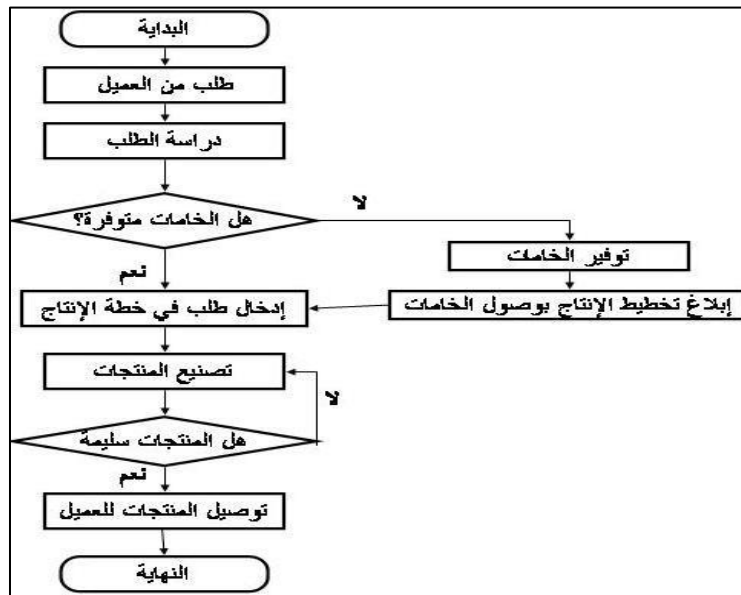 البداية
طلب من العميل
دراسة الطلب
هل الخامات متوفرة؟
لا
توفير الخامات
نعم
إدخال طلب في خطة الإنتاج
إبلاغ تخطيط الإنتاج بوصول الخامات
تصنيع المنتجات
لا
هل المنتجات سليمة
نعم
توصيل المنتجات للعميل
النهاية